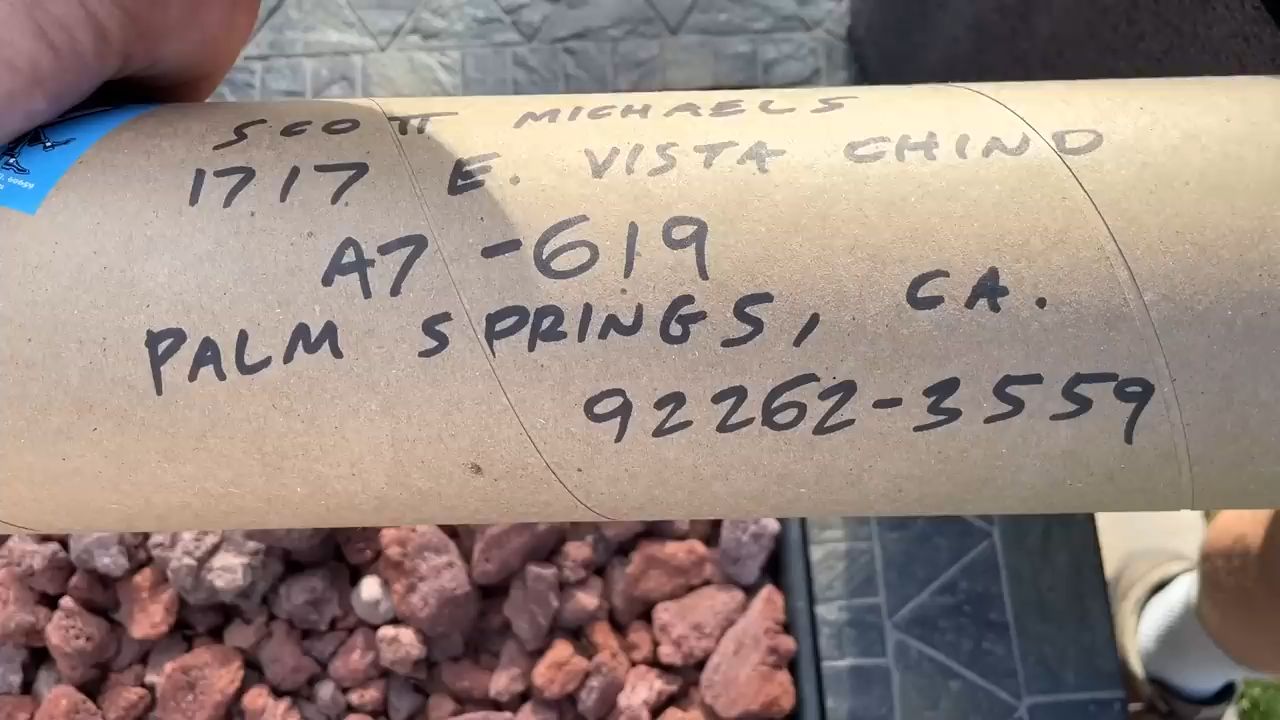 SCOTT MICHAELS
1717 E. VISTA CHINO
A7-619
PALM SPRINGS, CA.
92262-3559